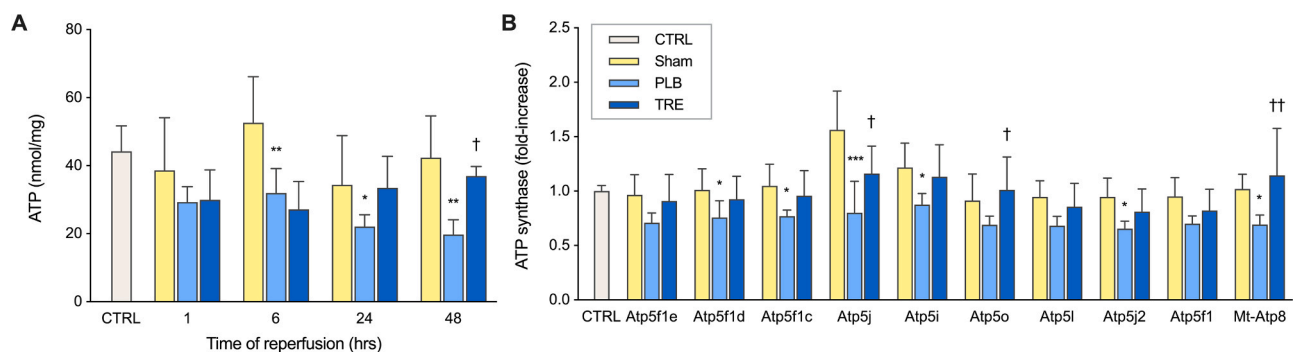 A
ATP (nmol/mg)
80
60
40
20
0
**
*
**
†
CTRL 1 6 24 48
Time of reperfusion (hrs)
B
ATP synthase (fold-increase)
2.5
2.0
1.5
1.0
0.5
0.0
CTRL
Sham
PLB
TRE
*
*
***
†
*
†
*
*
††
CTRL Atp5f1e Atp5f1d Atp5f1c Atp5j Atp5i Atp5o Atp5l Atp5j2 Atp5f1 Mt-Atp8